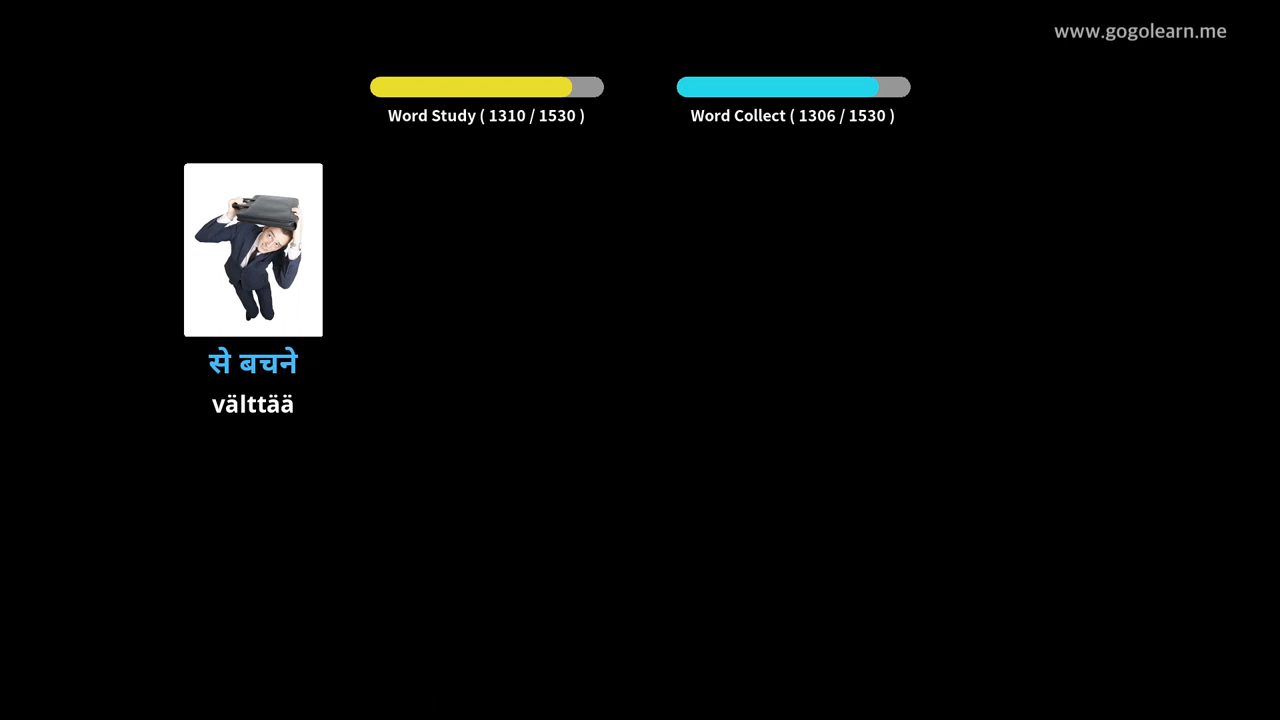 www.gogolearn.me
Word Study ( 1310 / 1530 )
Word Collect ( 1306 / 1530 )
से बचने
välttää